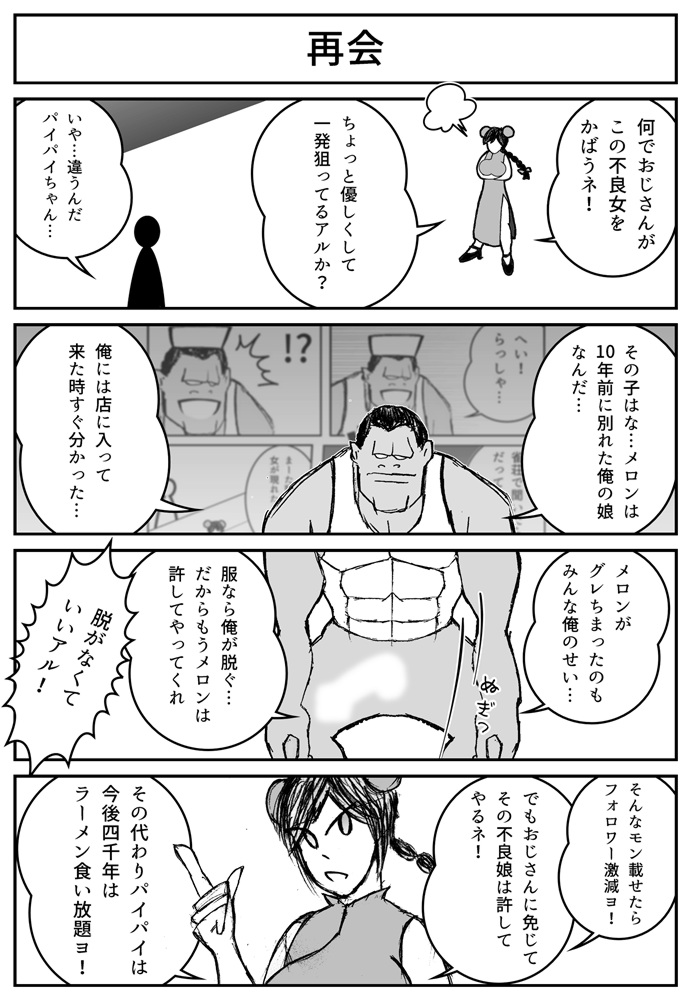 再会
何でおじさんが
この不良女を
かばうネ!
ちょっと優しくして
一発狙ってるアルか?
いや…違うんだ
パイパイちゃん…
その子はな…メロンは
10年前に別れた俺の娘
なんだ…
へい!
らっしゃ…
!?
俺には店に入って
来た時すぐ分かった…
メロンが
グレちまったのも
みんな俺のせい…
ぬぎっ
服なら俺が脱ぐ…
だからもうメロンは
許してやってくれ
脱がなくて
いいアル!
そんなモン載せたら
フォロワー激減ヨ!
でもおじさんに免じて
その不良娘は許して
やるネ!
その代わりパイパイは
今後四千年は
ラーメン食い放題ヨ!